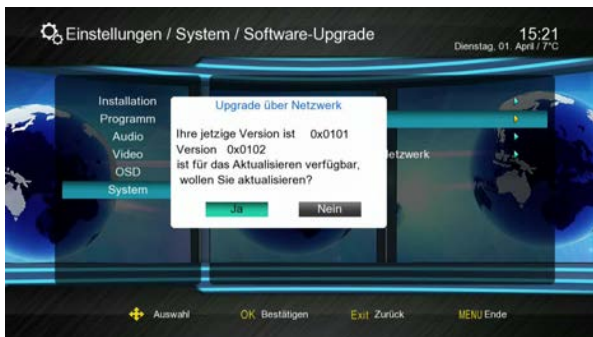 Einstellungen / System / Software-Upgrade
15:21
Dienstag, 01. April / 7°C
Installation
Programm
Audio
Video
OSD
System
Upgrade über Netzwerk
Ihre jetzige Version ist 0x0101
Version 0x0102
ist für das Aktualisieren verfügbar,
wollen Sie aktualisieren?
Ja
Nein
Auswahl
OK Bestätigen
Exit Zurück
MENU Ende